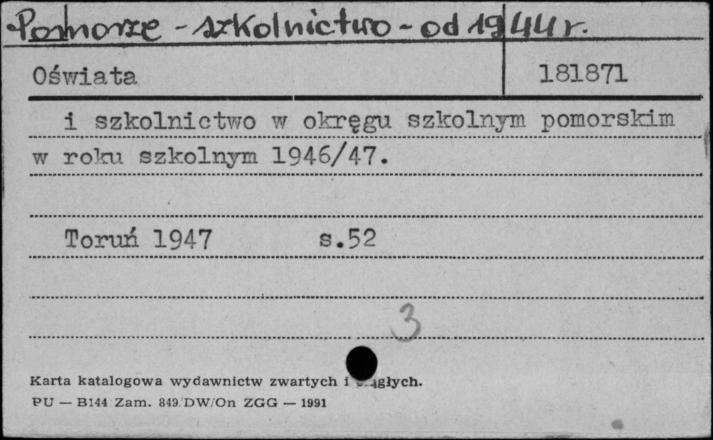 Pomorze - szkolnictwo - od 1944 r.
Oświata 181871
i szkolnictwo w okręgu szkolnym pomorskim
w roku szkolnym 1946/47.
Toruń 1947 s.52
3
Karta katalogowa wydawnictw zwartych i ciągłych.
PU — B144 Zam. 849/DW/On ZGG — 1991